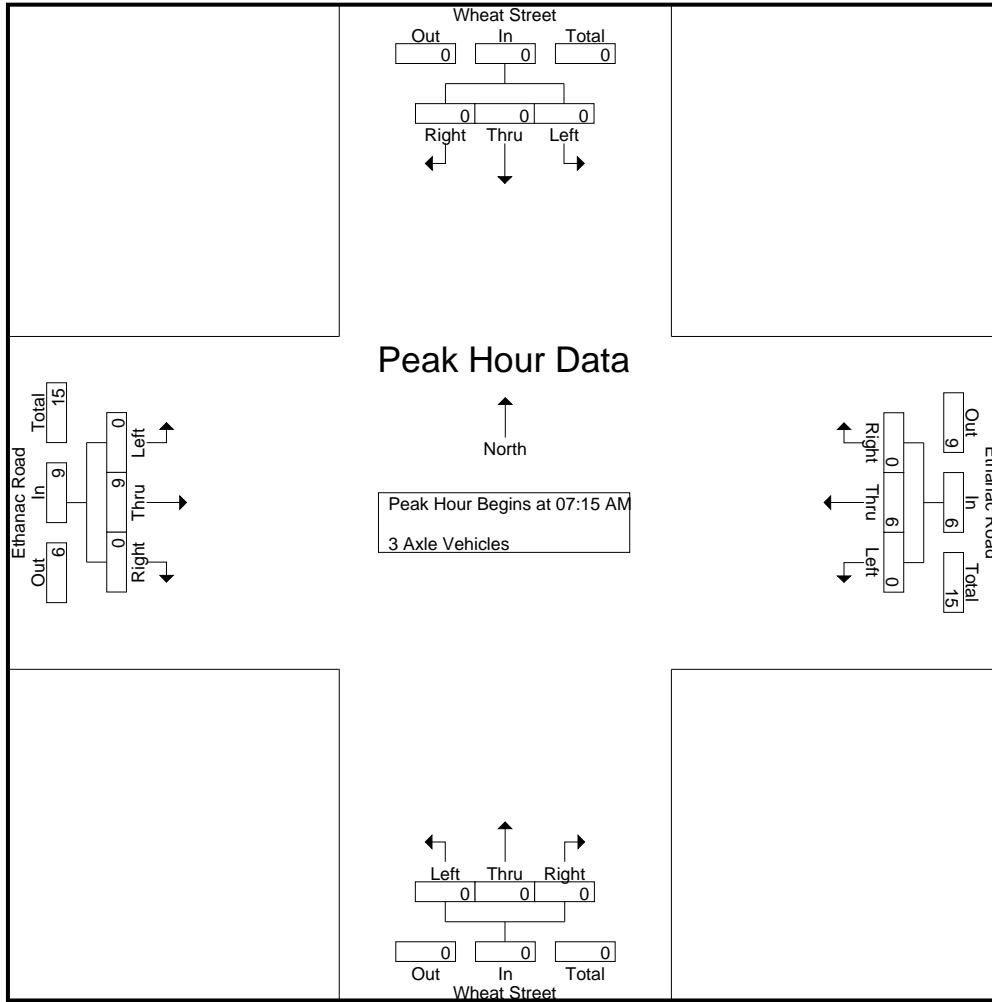 Wheat Street
Out In Total
0 0 0
0 0 0
Right Thru Left
Peak Hour Data
North
Peak Hour Begins at 07:15 AM
3 Axle Vehicles
Ethanac Road
Out In Total
6 9 15
0 9 0
Right Thru Left
Ethanac Road
Out In Total
9 6 15
0 6 0
Right Thru Left
Left Thru Right
0 0 0
0 0 0
Out In Total
Wheat Street